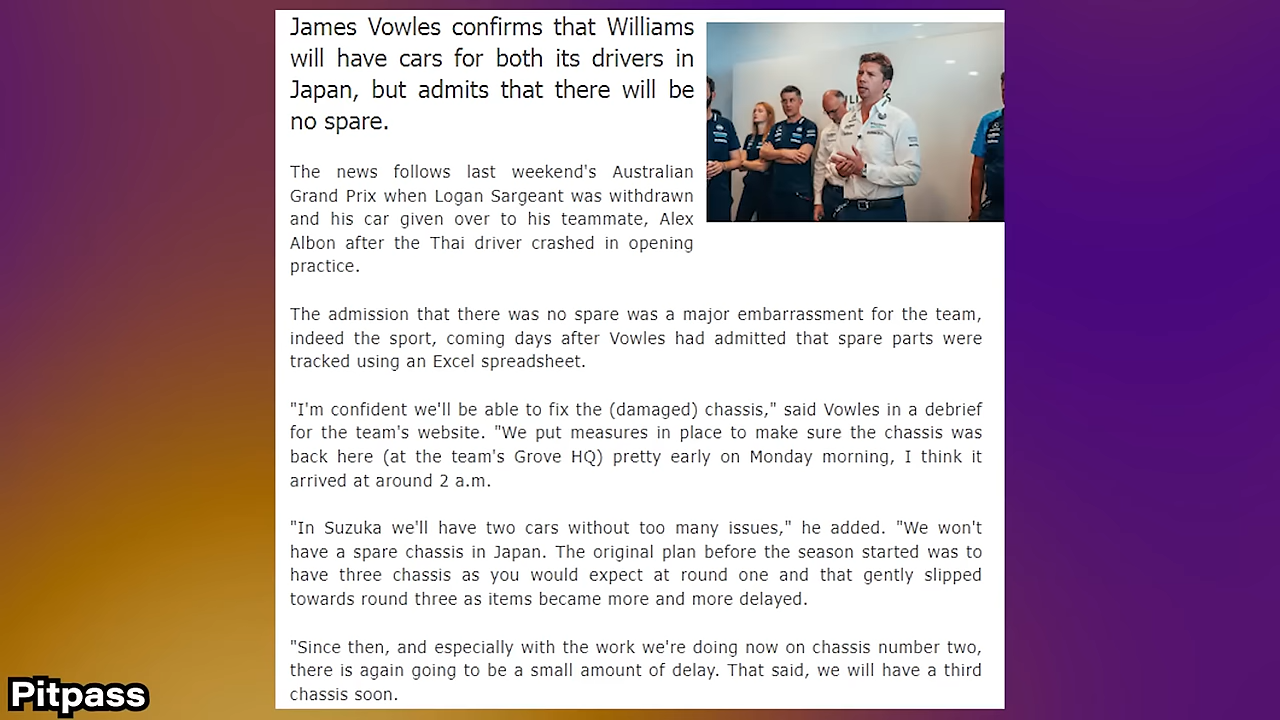 James Vowles confirms that Williams
will have cars for both its drivers in
Japan, but admits that there will be
no spare.
The news follows last weekend's Australian
Grand Prix when Logan Sargeant was withdrawn
and his car given over to his teammate, Alex
Albon after the Thai driver crashed in opening
practice.
The admission that there was no spare was a major embarrassment for the team,
indeed the sport, coming days after Vowles had admitted that spare parts were
tracked using an Excel spreadsheet.
"I'm confident we'll be able to fix the (damaged) chassis," said Vowles in a debrief
for the team's website. "We put measures in place to make sure the chassis was
back here (at the team's Grove HQ) pretty early on Monday morning, I think it
arrived at around 2 a.m.
"In Suzuka we'll have two cars without too many issues," he added. "We won't
have a spare chassis in Japan. The original plan before the season started was to
have three chassis as you would expect at round one and that gently slipped
towards round three as items became more and more delayed.
"Since then, and especially with the work we're doing now on chassis number two,
there is again going to be a small amount of delay. That said, we will have a third
chassis soon.
Pitpass